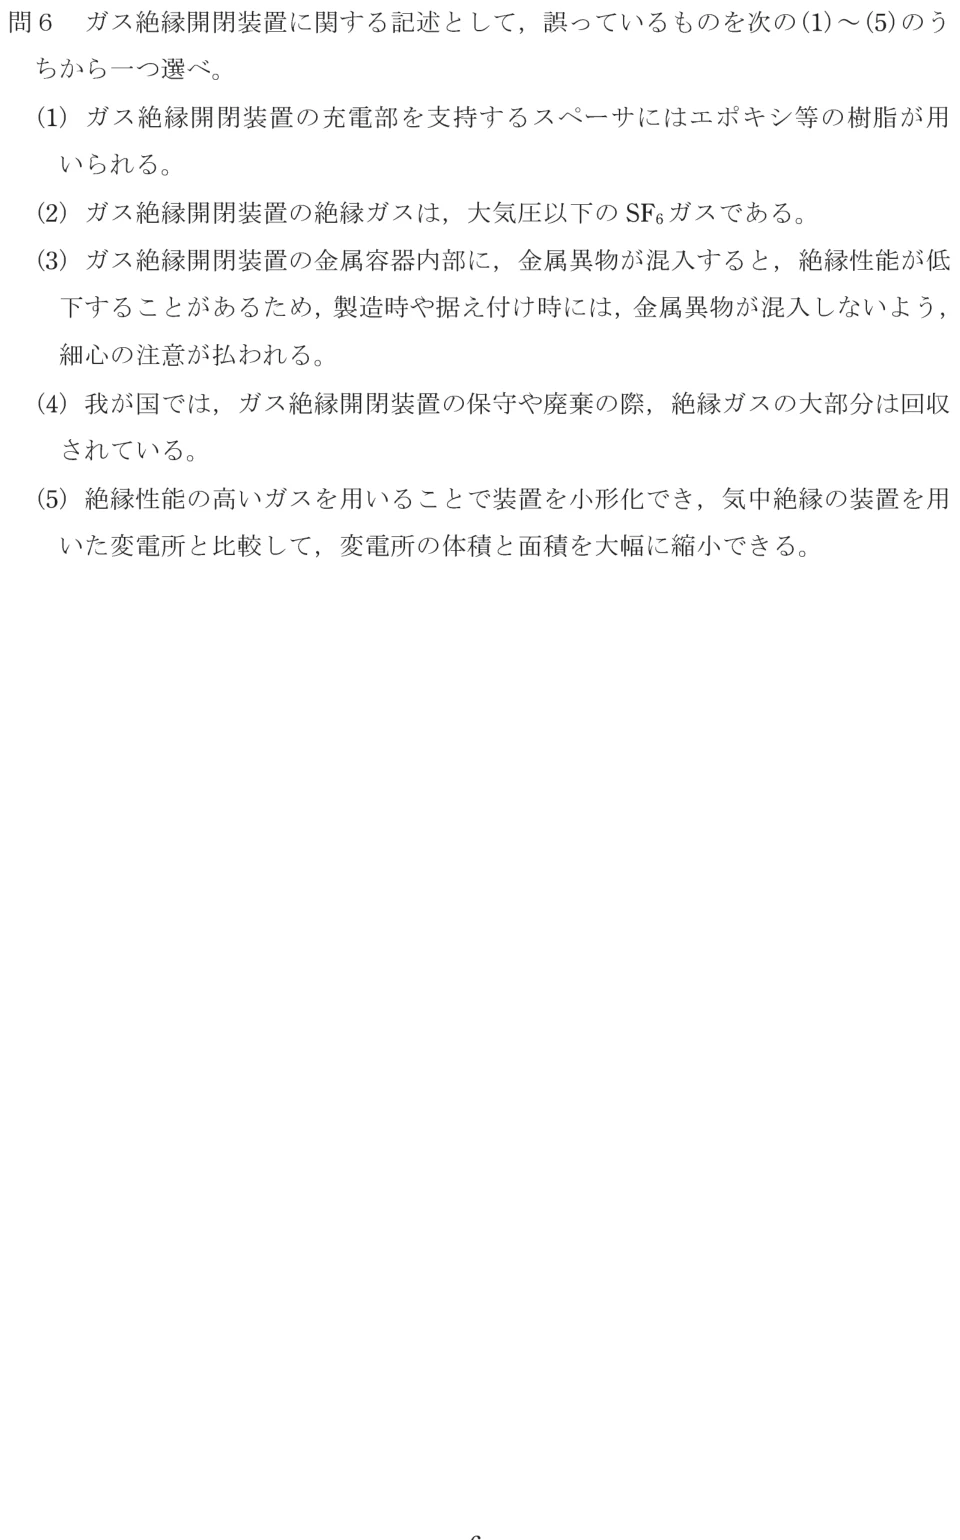 問6　ガス絶縁開閉装置に関する記述として，誤っているものを次の(1)～(5)のう
ちから一つ選べ。
(1) ガス絶縁開閉装置の充電部を支持するスペーサにはエポキシ等の樹脂が用
いられる。
(2) ガス絶縁開閉装置の絶縁ガスは，大気圧以下の SF₆ガスである。
(3) ガス絶縁開閉装置の金属容器内部に，金属異物が混入すると，絶縁性能が低
下することがあるため，製造時や据え付け時には，金属異物が混入しないよう，
細心の注意が払われる。
(4) 我が国では，ガス絶縁開閉装置の保守や廃棄の際，絶縁ガスの大部分は回収
されている。
(5) 絶縁性能の高いガスを用いることで装置を小形化でき，気中絶縁の装置を用
いた変電所と比較して，変電所の体積と面積を大幅に縮小できる。